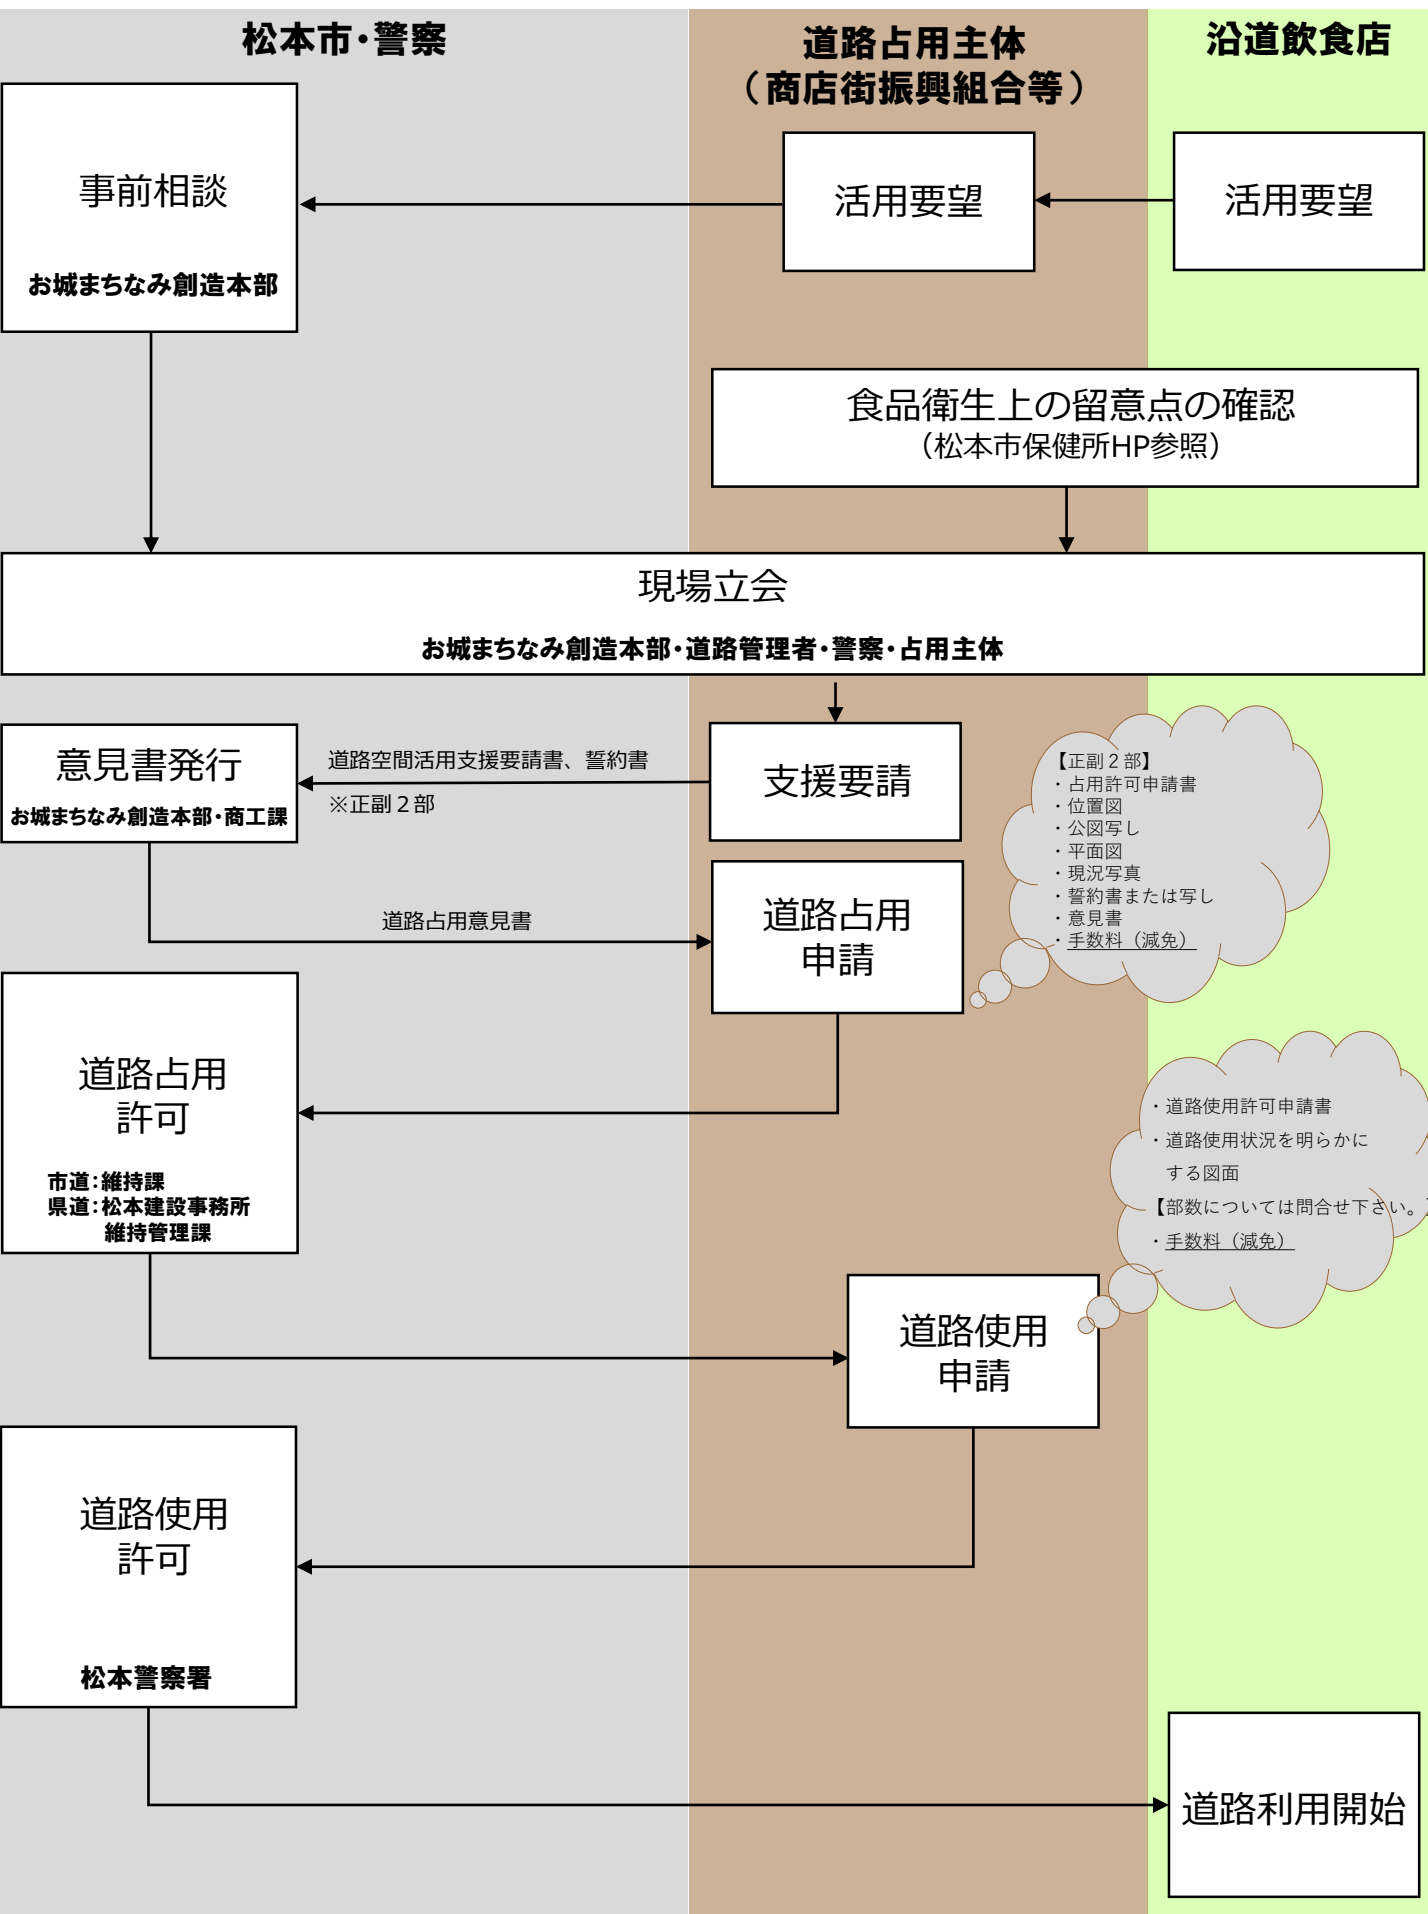 松本市・警察
道路占用主体
（商店街振興組合等）
沿道飲食店
事前相談
お城まちなみ創造本部
活用要望
活用要望
食品衛生上の留意点の確認
（松本市保健所HP参照）
現場立会
お城まちなみ創造本部・道路管理者・警察・占用主体
意見書発行
お城まちなみ創造本部・商工課
道路空間活用支援要請書、誓約書
※正副２部
支援要請
【正副２部】
・占用許可申請書
・位置図
・公図写し
・平面図
・現況写真
・誓約書または写し
・意見書
・手数料（減免）
道路占用意見書
道路占用
申請
道路占用
許可
市道：維持課
県道：松本建設事務所
維持管理課
・道路使用許可申請書
・道路使用状況を明らかに
する図面
【部数については問合せ下さい。】
・手数料（減免）
道路使用
申請
道路使用
許可
松本警察署
道路利用開始